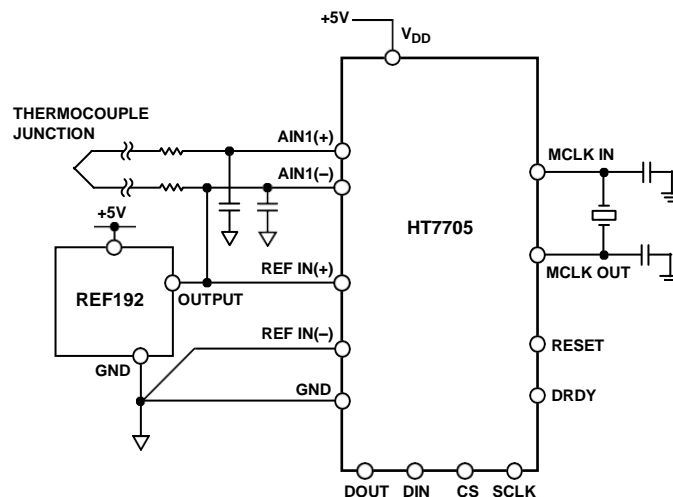 +5V
VDD
THERMOCOUPLE
JUNCTION
AIN1(+)
AIN1(–)
MCLK IN
HT7705
+5V
REF192
OUTPUT
REF IN(+)
MCLK OUT
REF IN(–)
RESET
GND
GND
DRDY
DOUT DIN CS SCLK